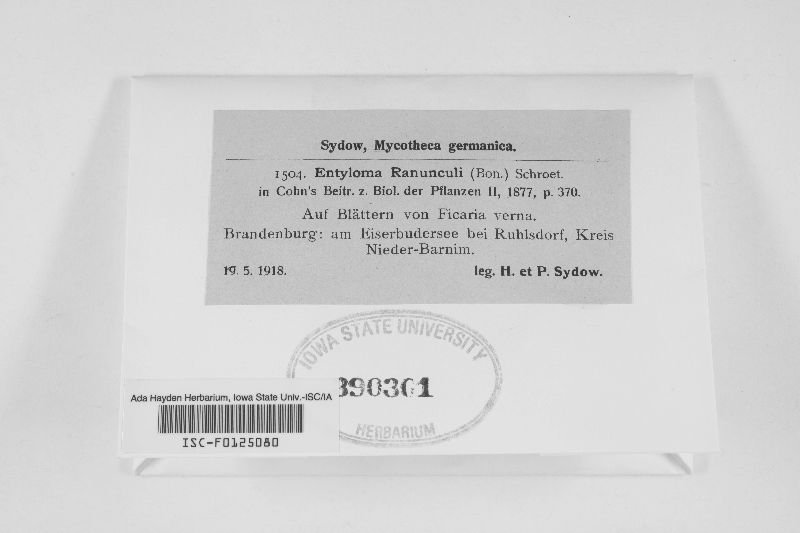 Sydow, Mycotheca germanica.
1504. Entyloma Ranunculi (Bon.) Schroet.
in Cohn's Beitr. z. Biol. der Pflanzen II, 1877, p. 370.
Auf Blättern von Ficaria verna.
Brandenburg: am Eiserbudersee bei Ruhlsdorf, Kreis
Nieder-Barnim.
19. 5. 1918. leg. H. et P. Sydow.
IOWA STATE UNIVERSITY
390301
HERBARIUM
Ada Hayden Herbarium, Iowa State Univ.-ISC/IA
ISC-F0125080